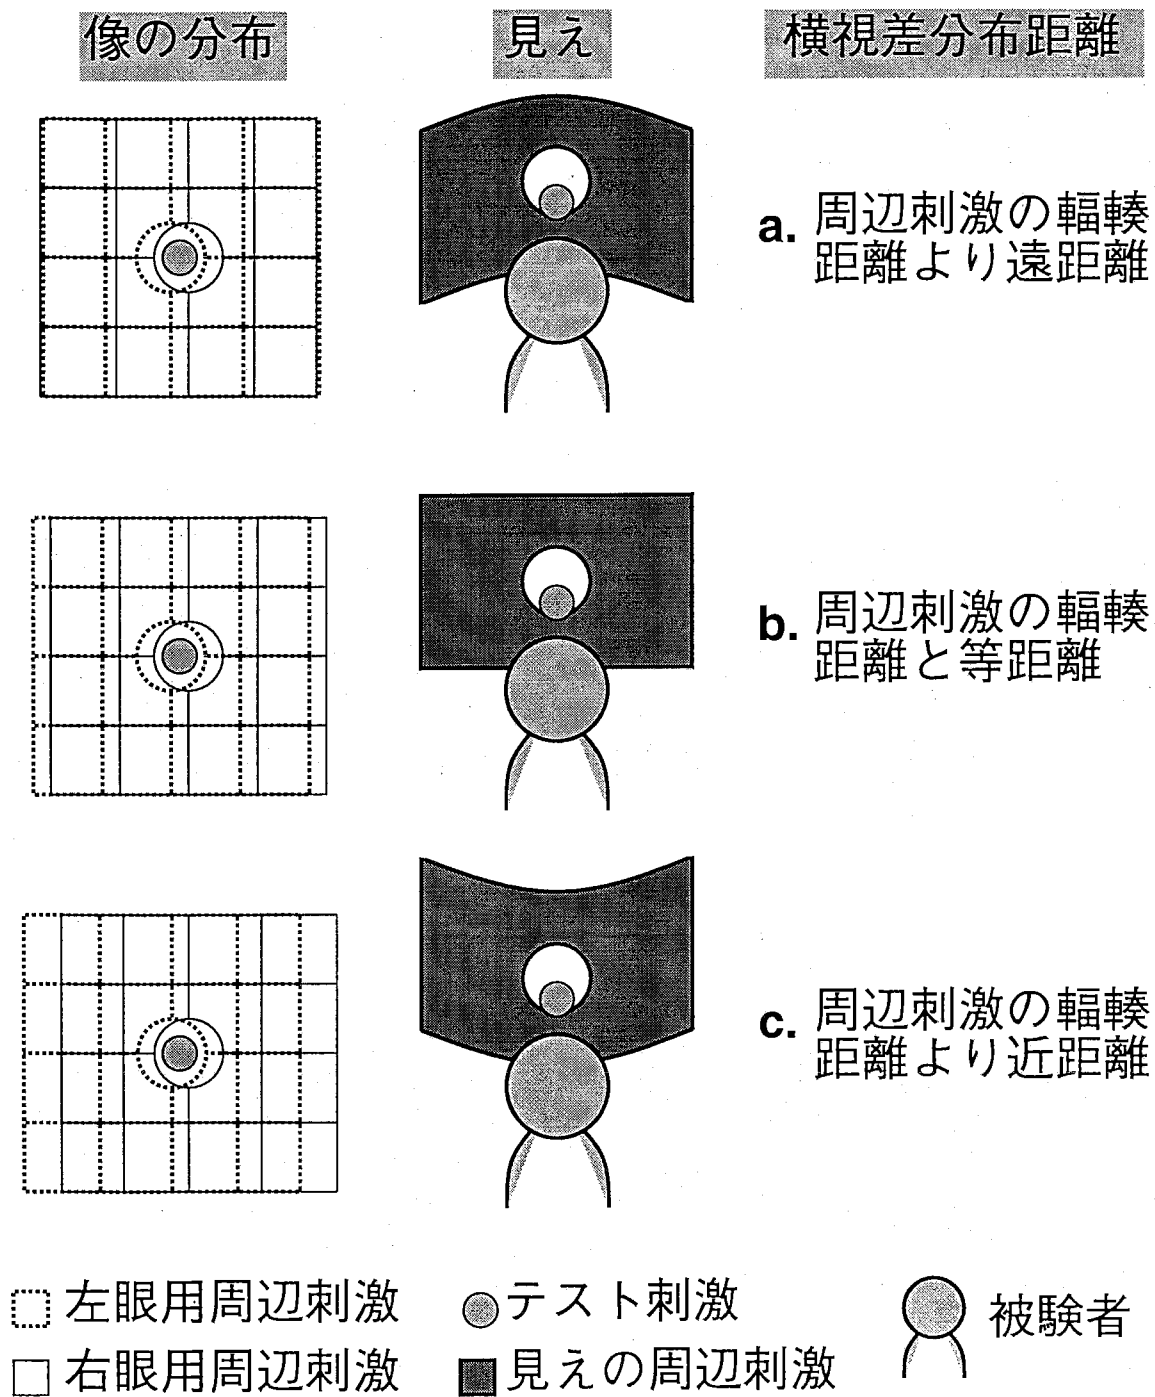 像の分布
見え
横視差分布距離
a. 周辺刺激の輻輳
距離より遠距離
b. 周辺刺激の輻輳
距離と等距離
c. 周辺刺激の輻輳
距離より近距離
左眼用周辺刺激
テスト刺激
被験者
右眼用周辺刺激
見えの周辺刺激